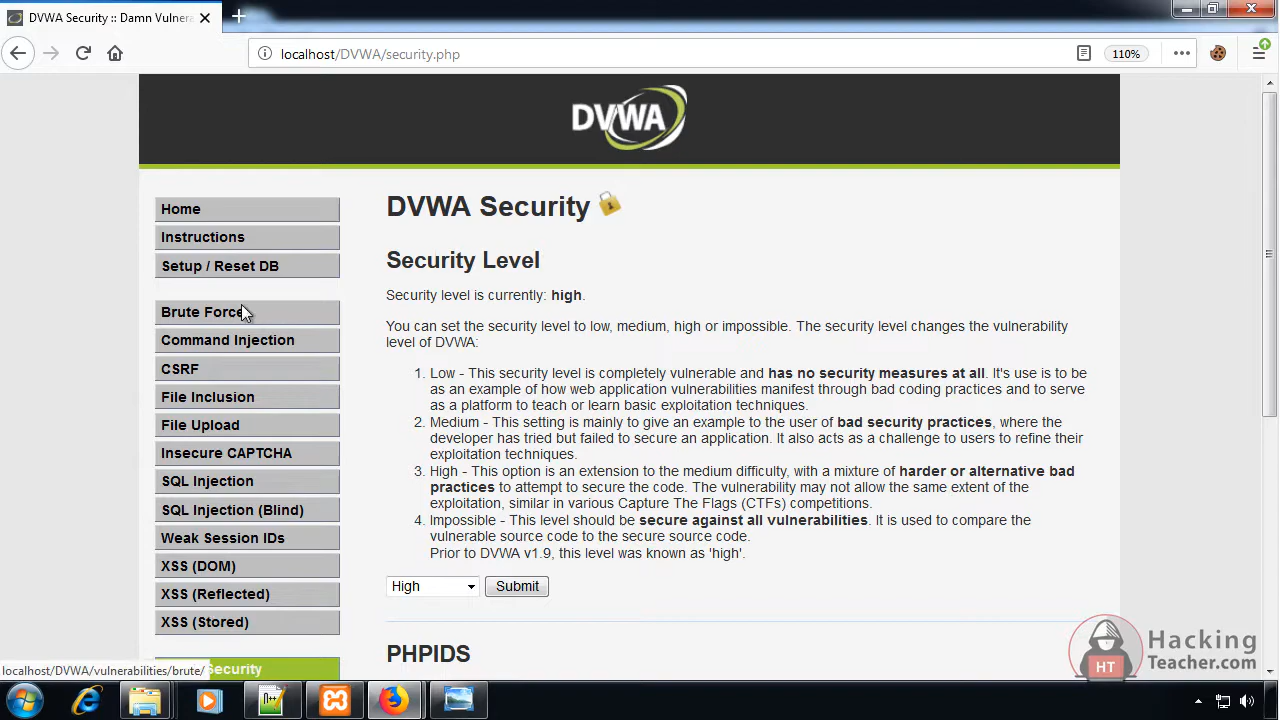 DVWA Security :: Damn Vulnera
localhost/DVWA/security.php
110%
DVWA
Home
Instructions
Setup / Reset DB
Brute Force
Command Injection
CSRF
File Inclusion
File Upload
Insecure CAPTCHA
SQL Injection
SQL Injection (Blind)
Weak Session IDs
XSS (DOM)
XSS (Reflected)
XSS (Stored)
Security
DVWA Security
Security Level
Security level is currently: high.
You can set the security level to low, medium, high or impossible. The security level changes the vulnerability
level of DVWA:
1. Low - This security level is completely vulnerable and has no security measures at all. It's use is to be
as an example of how web application vulnerabilities manifest through bad coding practices and to serve
as a platform to teach or learn basic exploitation techniques.
2. Medium - This setting is mainly to give an example to the user of bad security practices, where the
developer has tried but failed to secure an application. It also acts as a challenge to users to refine their
exploitation techniques.
3. High - This option is an extension to the medium difficulty, with a mixture of harder or alternative bad
practices to attempt to secure the code. The vulnerability may not allow the same extent of the
exploitation, similar in various Capture The Flags (CTFs) competitions.
4. Impossible - This level should be secure against all vulnerabilities. It is used to compare the
vulnerable source code to the secure source code.
Prior to DVWA v1.9, this level was known as 'high'.
High
Submit
PHPIDS
localhost/DVWA/vulnerabilities/brute/
HT
Hacking
Teacher.com